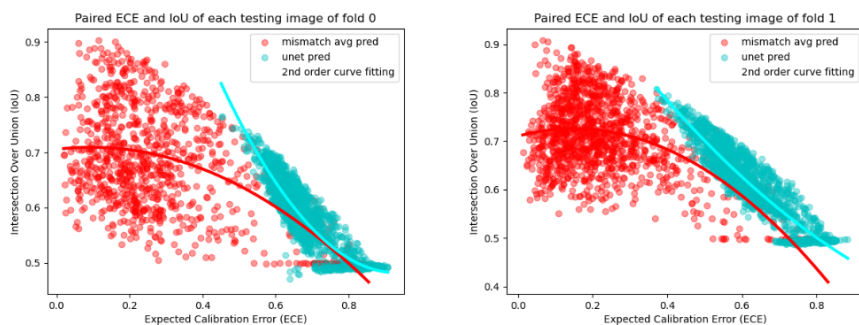 Paired ECE and IoU of each testing image of fold 0
mismatch avg pred
unet pred
2nd order curve fitting
Intersection Over Union (IoU)
0.9
0.8
0.7
0.6
0.5
0.0 0.2 0.4 0.6 0.8
Expected Calibration Error (ECE)
Paired ECE and IoU of each testing image of fold 1
mismatch avg pred
unet pred
2nd order curve fitting
Intersection Over Union (IoU)
0.9
0.8
0.7
0.6
0.5
0.4
0.0 0.2 0.4 0.6 0.8
Expected Calibration Error (ECE)